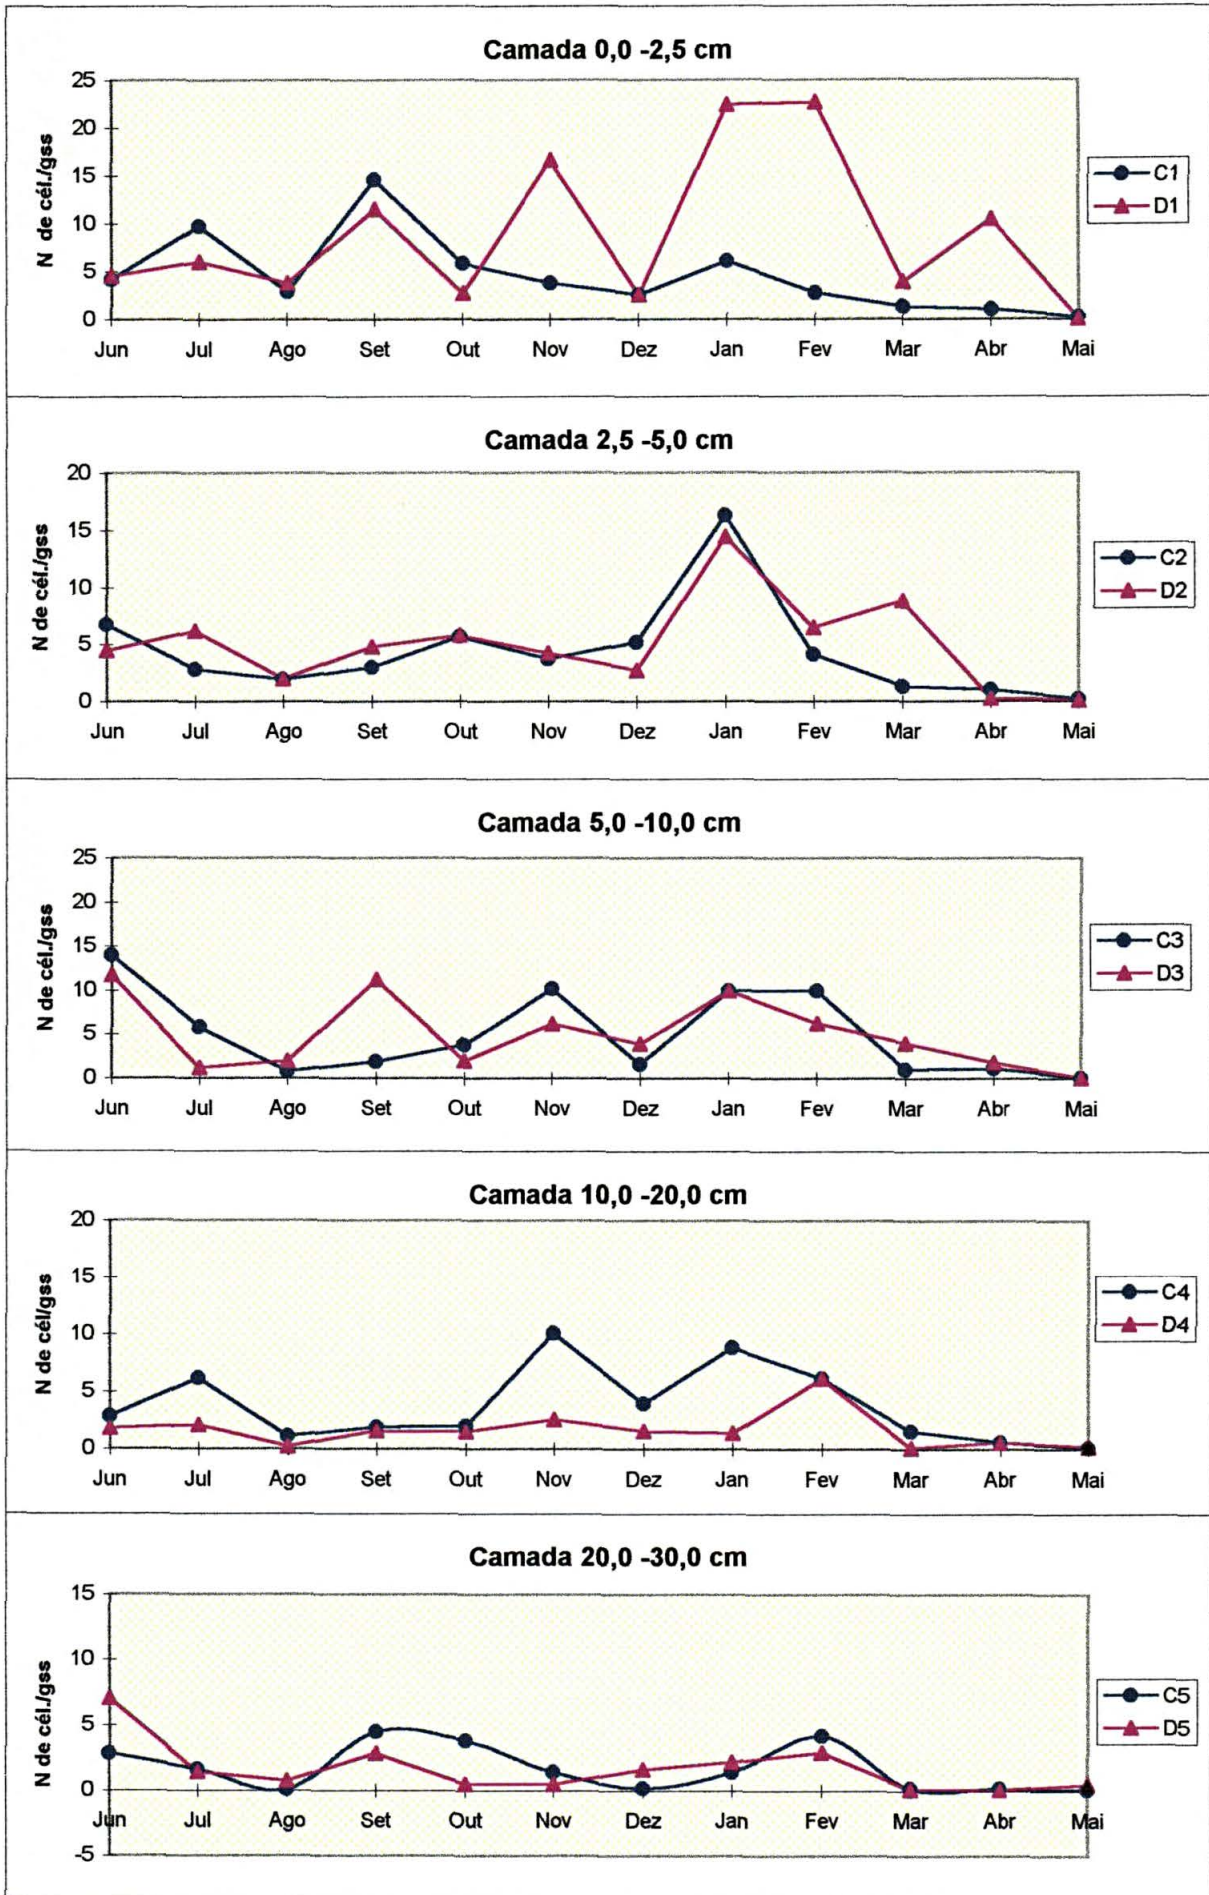 Camada 0,0 -2,5 cm
N de cél./gss
25
20
15
10
5
0
Jun Jul Ago Set Out Nov Dez Jan Fev Mar Abr Mai
C1
D1
Camada 2,5 -5,0 cm
N de cél./gss
20
15
10
5
0
Jun Jul Ago Set Out Nov Dez Jan Fev Mar Abr Mai
C2
D2
Camada 5,0 -10,0 cm
N de cél./gss
25
20
15
10
5
0
Jun Jul Ago Set Out Nov Dez Jan Fev Mar Abr Mai
C3
D3
Camada 10,0 -20,0 cm
N de cél/gss
20
15
10
5
0
Jun Jul Ago Set Out Nov Dez Jan Fev Mar Abr Mai
C4
D4
Camada 20,0 -30,0 cm
N de cél./gss
15
10
5
0
-5
Jun Jul Ago Set Out Nov Dez Jan Fev Mar Abr Mai
C5
D5